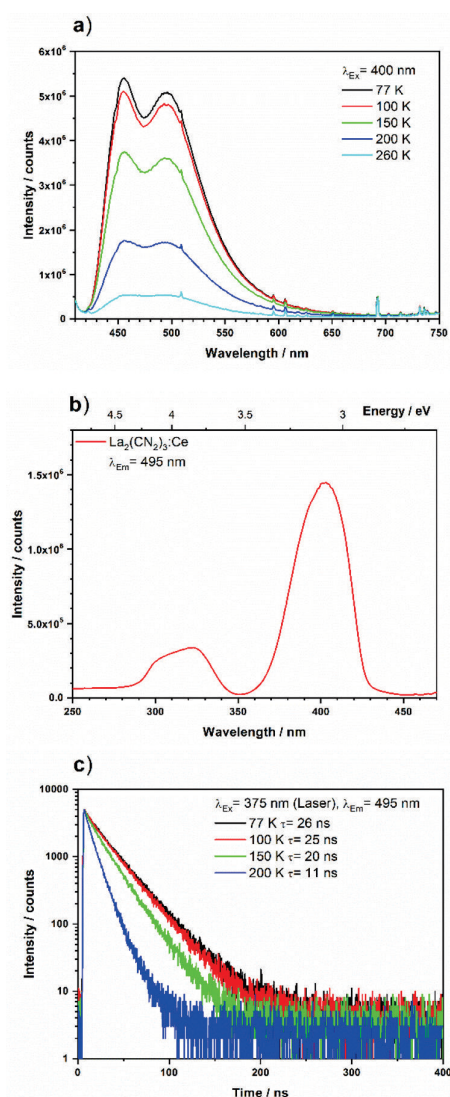 a)
6x10⁶
5x10⁶
4x10⁶
3x10⁶
2x10⁶
1x10⁶
0
Intensity / counts
λEx= 400 nm
77 K
100 K
150 K
200 K
260 K
450 500 550 600 650 700 750
Wavelength / nm
b)
4.5 4 3.5 3 Energy / eV
La₂(CN₂)₃:Ce
λEm = 495 nm
1.5x10⁶
1.0x10⁶
5.0x10⁵
0.0
Intensity / counts
250 300 350 400 450
Wavelength / nm
c)
10000
1000
100
10
1
Intensity / counts
λEx= 375 nm (Laser), λEm= 495 nm
77 K τ= 26 ns
100 K τ= 25 ns
150 K τ= 20 ns
200 K τ= 11 ns
0 100 200 300 400
Time / ns